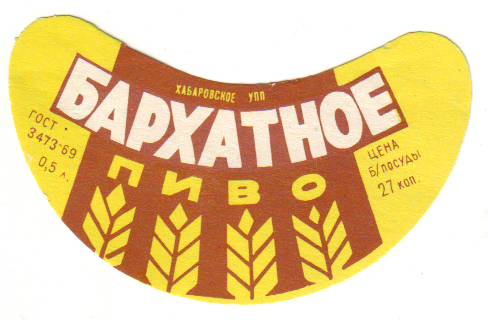 ХАБАРОВСКОЕ УПП
БАРХАТНОЕ
ПИВО
ГОСТ
3473-69
0,5 л.
ЦЕНА
Б/ПОСУДЫ
27 коп.